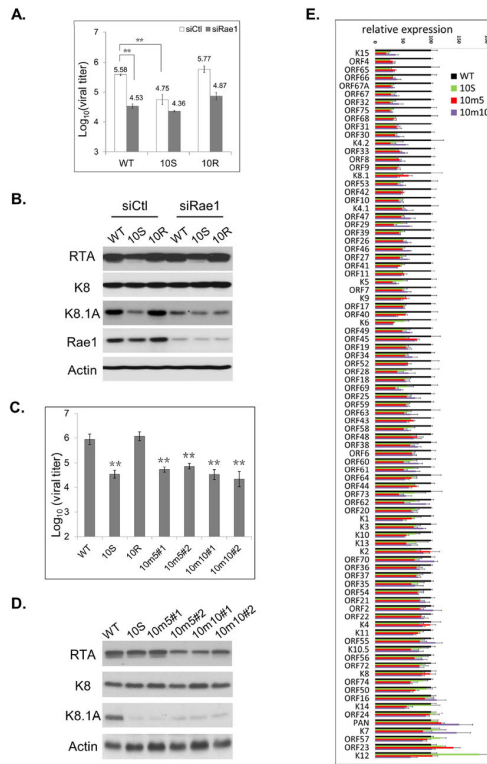 A.
siCtl siRae1
**
**
5.58
4.53
4.75
4.36
5.77
4.87
Log10(viral titer)
7
6
5
4
WT 10S 10R
B.
siCtl siRae1
WT 10S 10R WT 10S 10R
RTA
K8
K8.1A
Rae1
Actin
C.
Log10 (viral titer)
7
6
5
4
3
2
** ** ** ** **
WT 10S 10R 10m5#1 10m5#2 10m10#1 10m10#2
D.
WT 10S 10m5#1 10m5#2 10m10#1 10m10#2
RTA
K8
K8.1A
Actin
E.
relative expression
0 50 100
WT
10S
10m5
10m10
K15
ORF4
ORF65
ORF66
ORF67A
ORF67
ORF32
ORF75
ORF68
ORF31
ORF30
K4.2
ORF33
ORF8
ORF9
K8.1
ORF53
ORF42
ORF10
K4.1
ORF47
ORF29
ORF39
ORF26
ORF46
ORF27
ORF41
ORF11
K5
ORF7
K9
ORF17
ORF40
K6
ORF49
ORF45
ORF19
ORF34
ORF52
ORF28
ORF18
ORF69
ORF25
ORF59
ORF63
ORF43
ORF58
ORF48
ORF38
ORF6
ORF60
ORF61
ORF64
ORF44
ORF73
ORF62
ORF20
K1
K3
K10
K13
K2
ORF70
ORF36
ORF37
ORF35
ORF54
ORF21
ORF2
ORF22
K4
K11
ORF55
K10.5
ORF56
ORF72
K8
ORF74
ORF50
ORF16
K14
ORF24
PAN
K7
ORF57
ORF23
K12